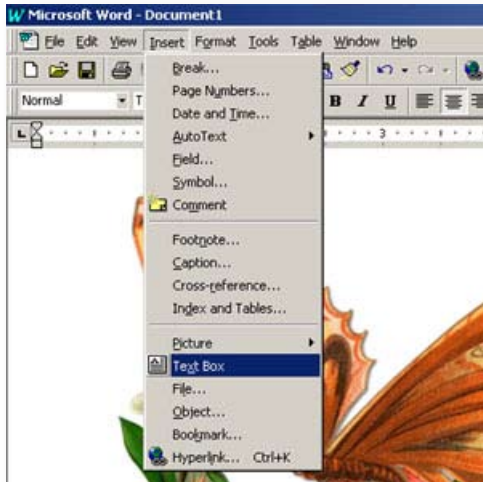 Microsoft Word - Document1
File Edit View Insert Format Tools Table Window Help
Normal T B I U
3
Break...
Page Numbers...
Date and Time...
AutoText
Field...
Symbol...
Comment
Footnote...
Caption...
Cross-reference...
Index and Tables...
Picture
Text Box
File...
Object...
Bookmark...
Hyperlink... Ctrl+K